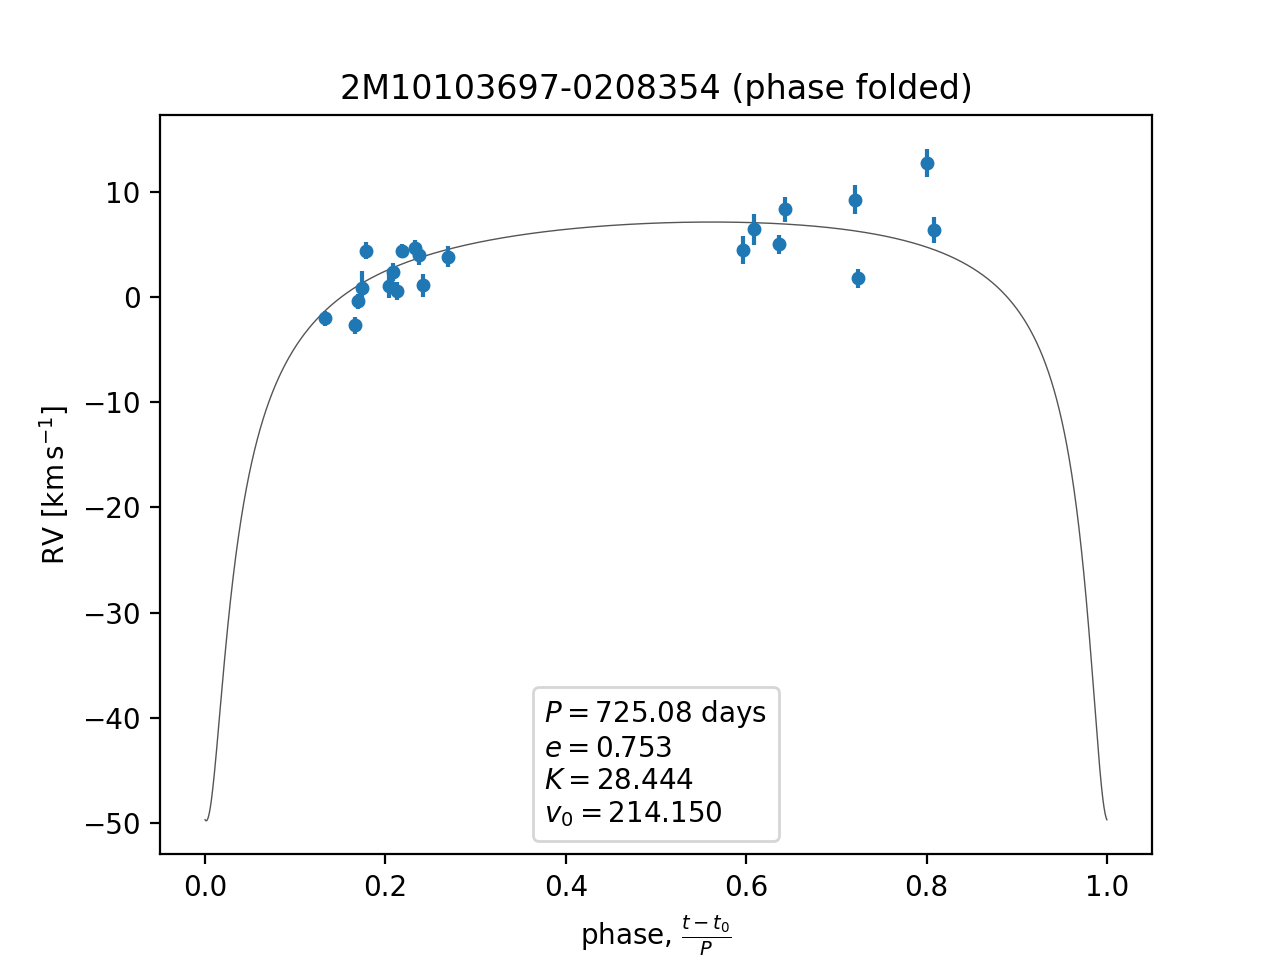 2M10103697-0208354 (phase folded)
RV [km s⁻¹]
10
0
−10
−20
−30
−40
−50
P = 725.08 days
e = 0.753
K = 28.444
v₀ = 214.150
0.0 0.2 0.4 0.6 0.8 1.0
phase, (t − t₀)/P